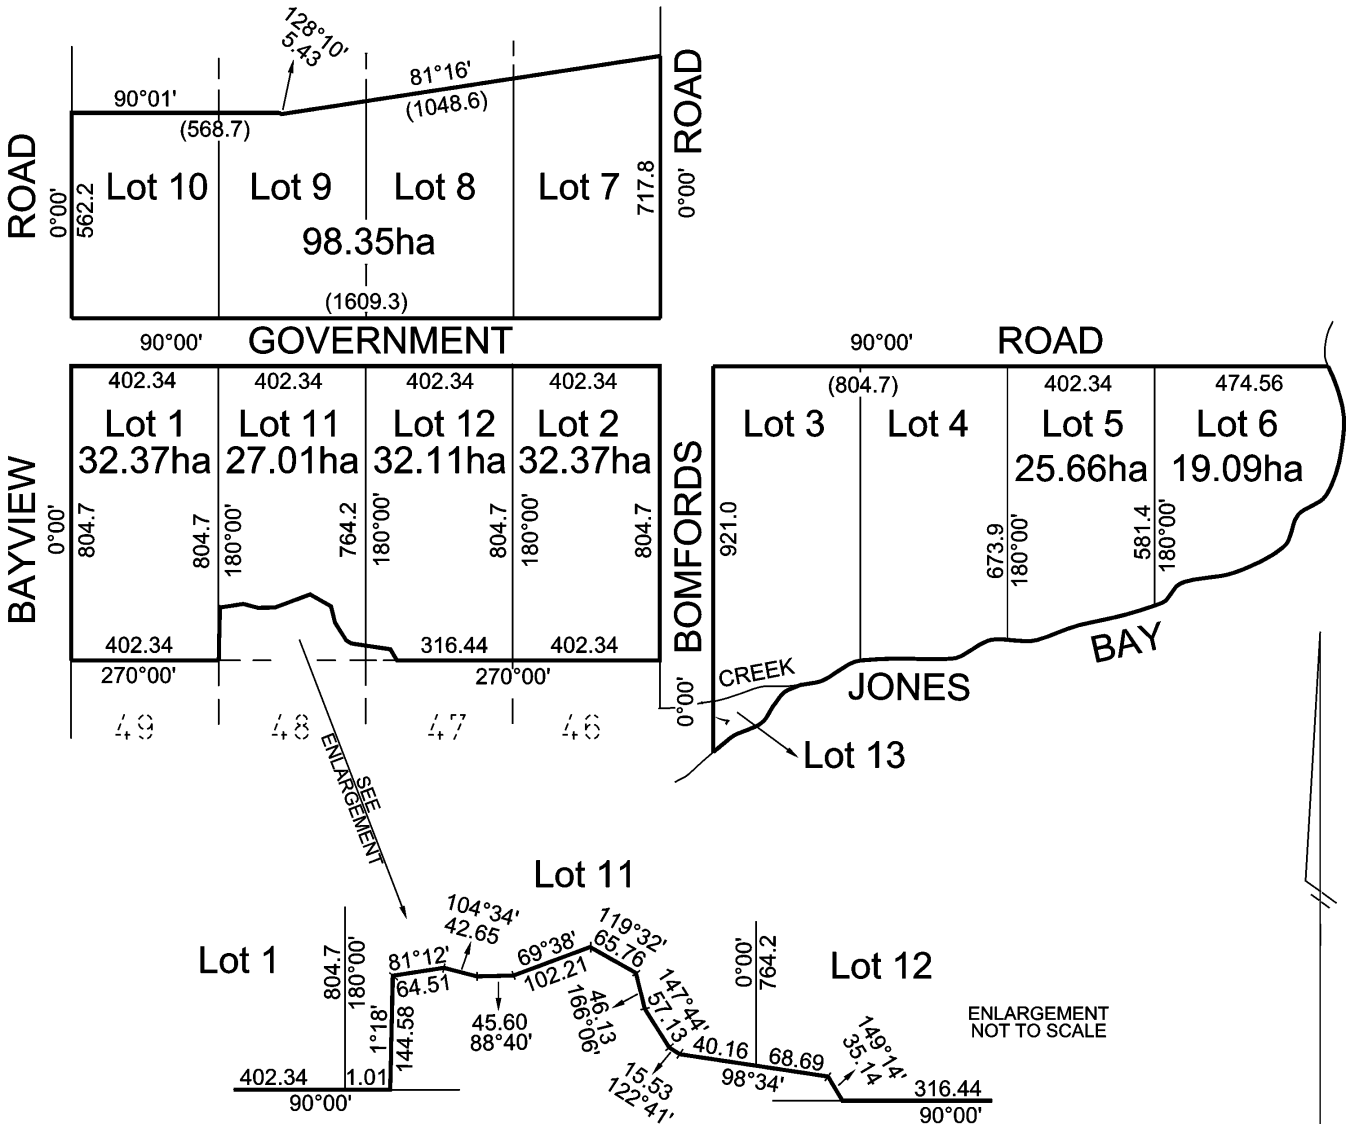 128°10'
5.43
90°01'
(568.7)
81°16'
(1048.6)
ROAD
0°00'
562.2
Lot 10
Lot 9
Lot 8
Lot 7
98.35ha
717.8
0°00'
ROAD
(1609.3)
90°00'
GOVERNMENT
90°00'
ROAD
402.34
402.34
402.34
402.34
(804.7)
402.34
474.56
Lot 1
32.37ha
Lot 11
27.01ha
Lot 12
32.11ha
Lot 2
32.37ha
Lot 3
Lot 4
Lot 5
25.66ha
Lot 6
19.09ha
BAYVIEW
0°00'
804.7
804.7
180°00'
764.2
180°00'
804.7
180°00'
804.7
BOMFORDS
0°00'
921.0
673.9
180°00'
581.4
180°00'
402.34
270°00'
316.44
402.34
270°00'
CREEK
JONES
BAY
Lot 13
49
48
47
46
SEE
ENLARGEMENT
Lot 11
Lot 1
Lot 12
804.7
180°00'
402.34
1.01
90°00'
1°18'
144.58
81°12'
64.51
104°34'
42.65
45.60
88°40'
69°38'
102.21
119°32'
65.76
46.13
166°06'
147°44'
57.13
15.53
122°41'
0°00'
764.2
40.16
68.69
98°34'
149°14'
35.14
316.44
90°00'
ENLARGEMENT
NOT TO SCALE